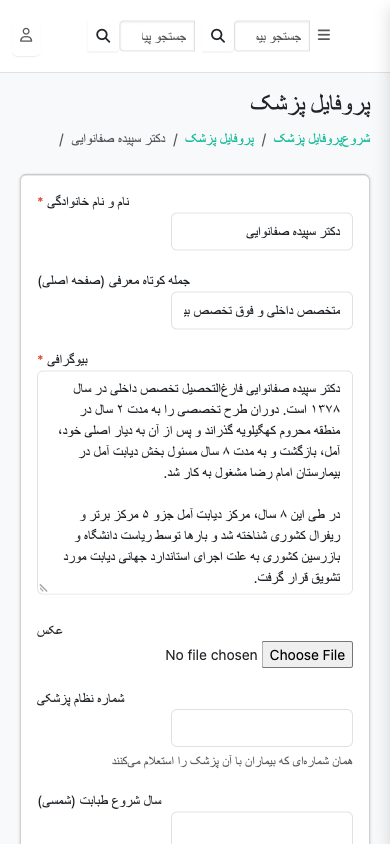 جستجو بیو
جستجو پیا
پروفایل پزشک
شروع‌پروفایل پزشک / پروفایل پزشک / دکتر سپیده صفانوایی /
نام و نام خانوادگی *
دکتر سپیده صفانوایی
جمله کوتاه معرفی (صفحه اصلی)
متخصص داخلی و فوق تخصص بی
بیوگرافی *
دکتر سپیده صفانوایی فارغ‌التحصیل تخصص داخلی در سال
۱۳۷۸ است. دوران طرح تخصصی را به مدت ۲ سال در
منطقه محروم کهگیلویه گذراند و پس از آن به دیار اصلی خود،
آمل، بازگشت و به مدت ۸ سال مسئول بخش دیابت آمل در
بیمارستان امام رضا مشغول به کار شد.
در طی این ۸ سال، مرکز دیابت آمل جزو ۵ مرکز برتر و
ریفرال کشوری شناخته شد و بارها توسط ریاست دانشگاه و
بازرسین کشوری به علت اجرای استاندارد جهانی دیابت مورد
تشویق قرار گرفت.
عکس
Choose File No file chosen
شماره نظام پزشکی
همان شماره‌ای که بیماران با آن پزشک را استعلام می‌کنند
سال شروع طبابت (شمسی)